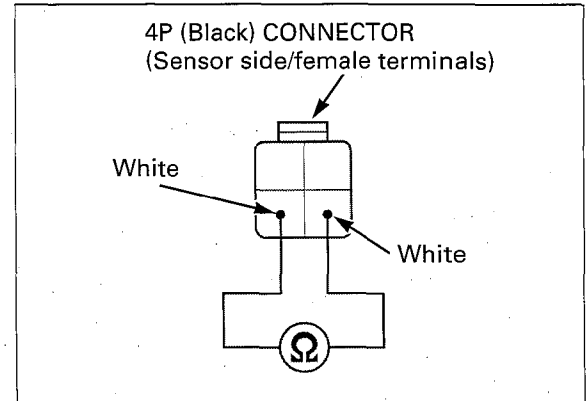 4P (Black) CONNECTOR
(Sensor side/female terminals)
White
White
Ω